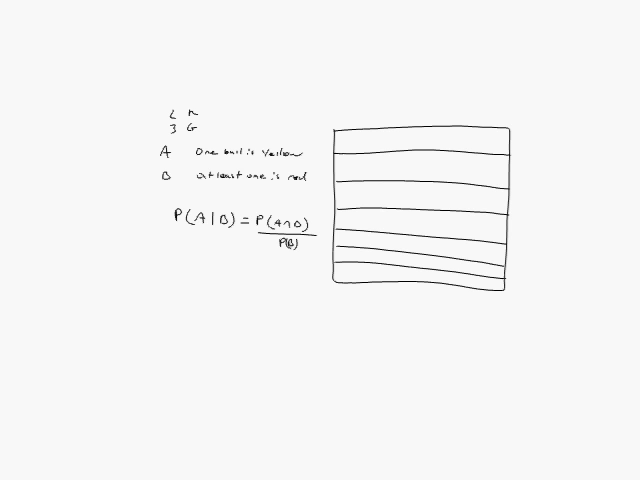 2 R
3 G
A One ball is Yellow
B at least one is red
P(A|B) = P(A∩B)
P(B)